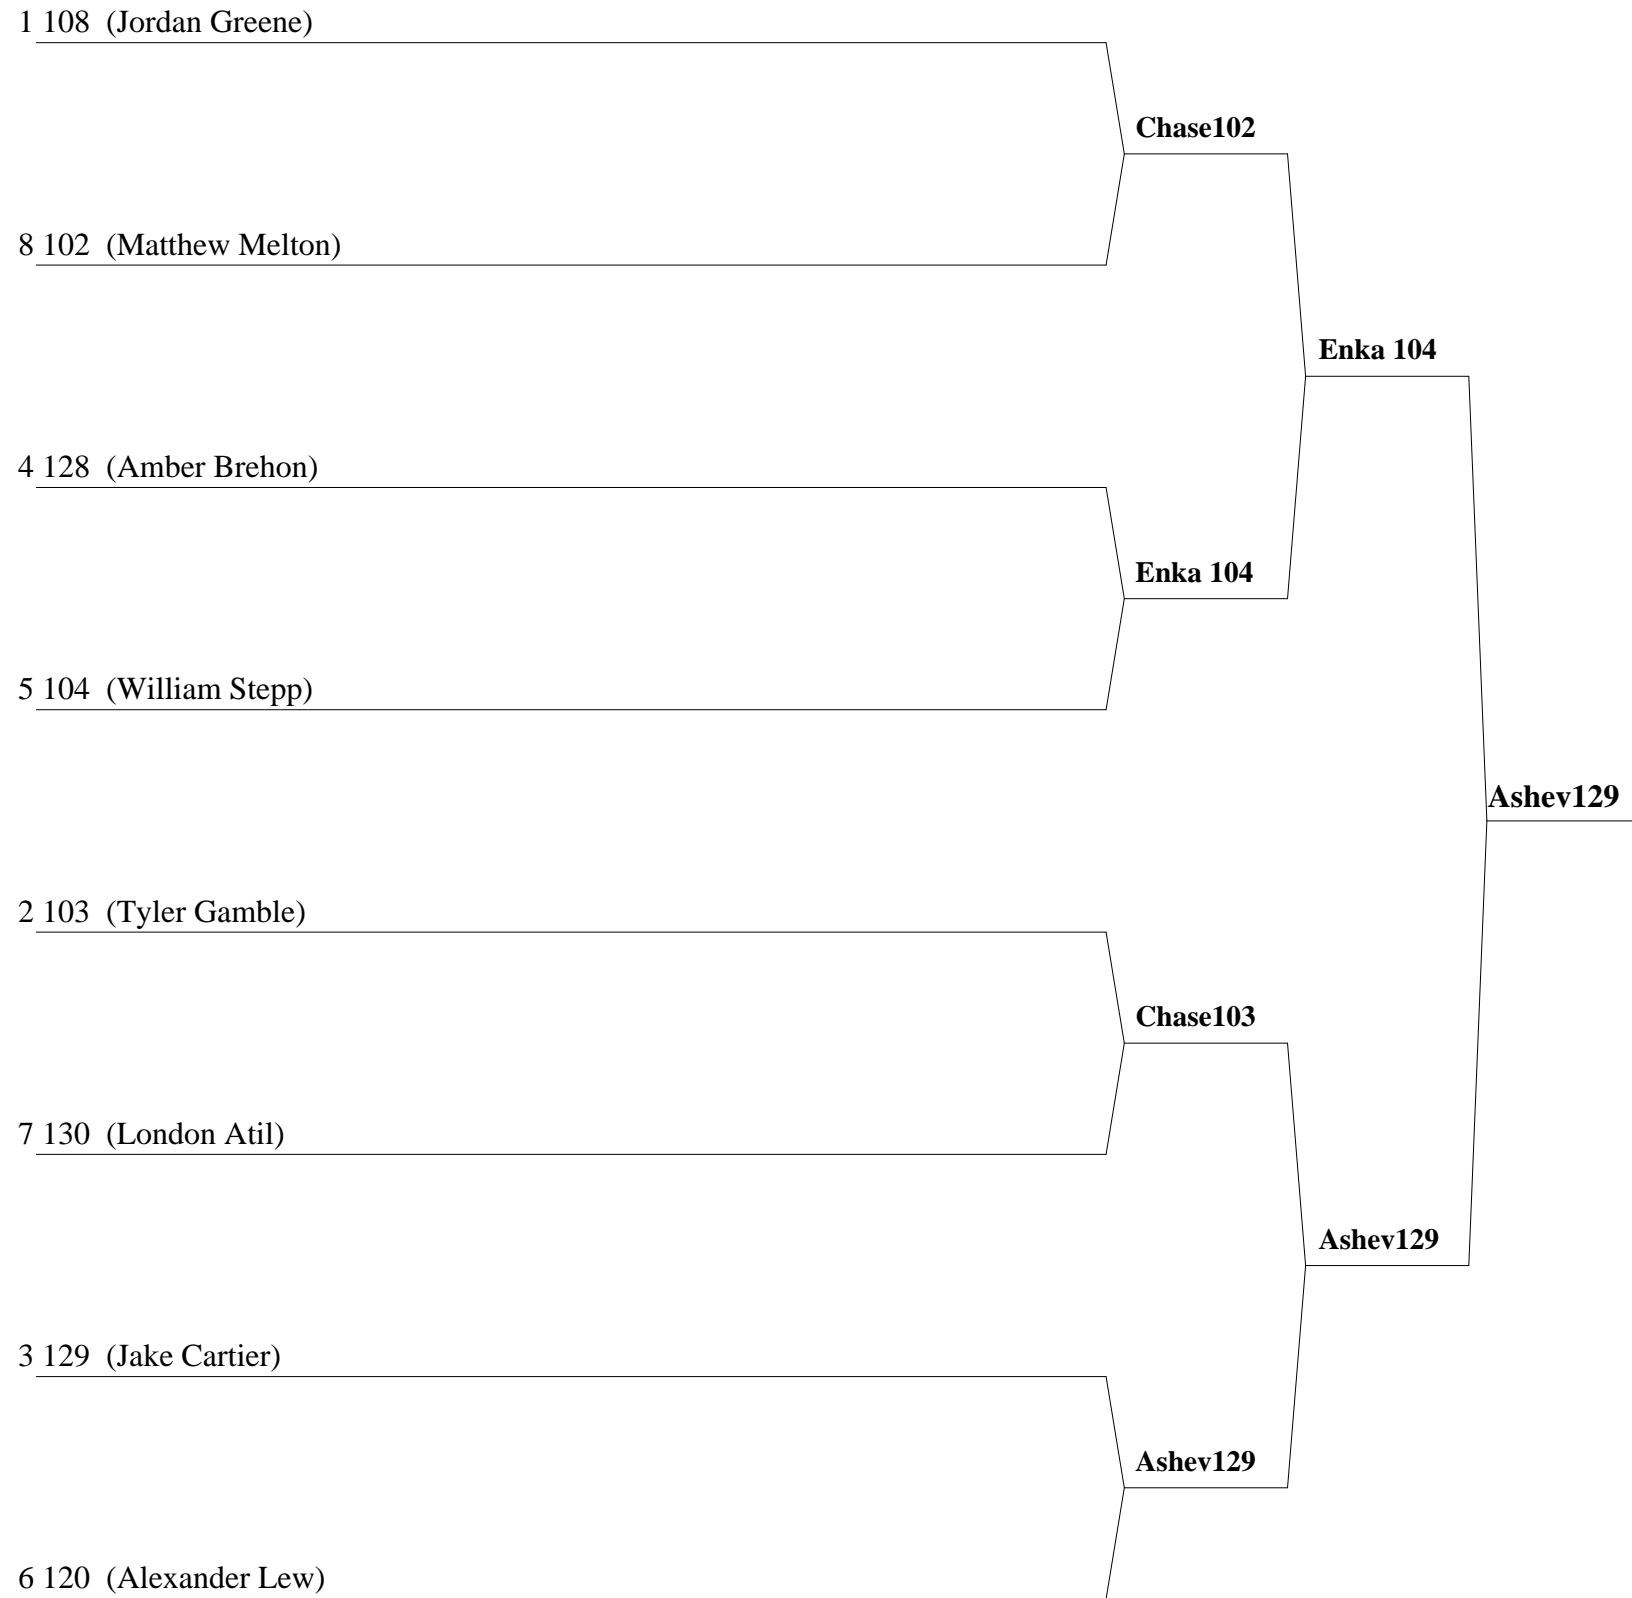 1 108 (Jordan Greene)
Chase102
8 102 (Matthew Melton)
Enka 104
4 128 (Amber Brehon)
Enka 104
5 104 (William Stepp)
Ashev129
2 103 (Tyler Gamble)
Chase103
7 130 (London Atil)
Ashev129
3 129 (Jake Cartier)
Ashev129
6 120 (Alexander Lew)